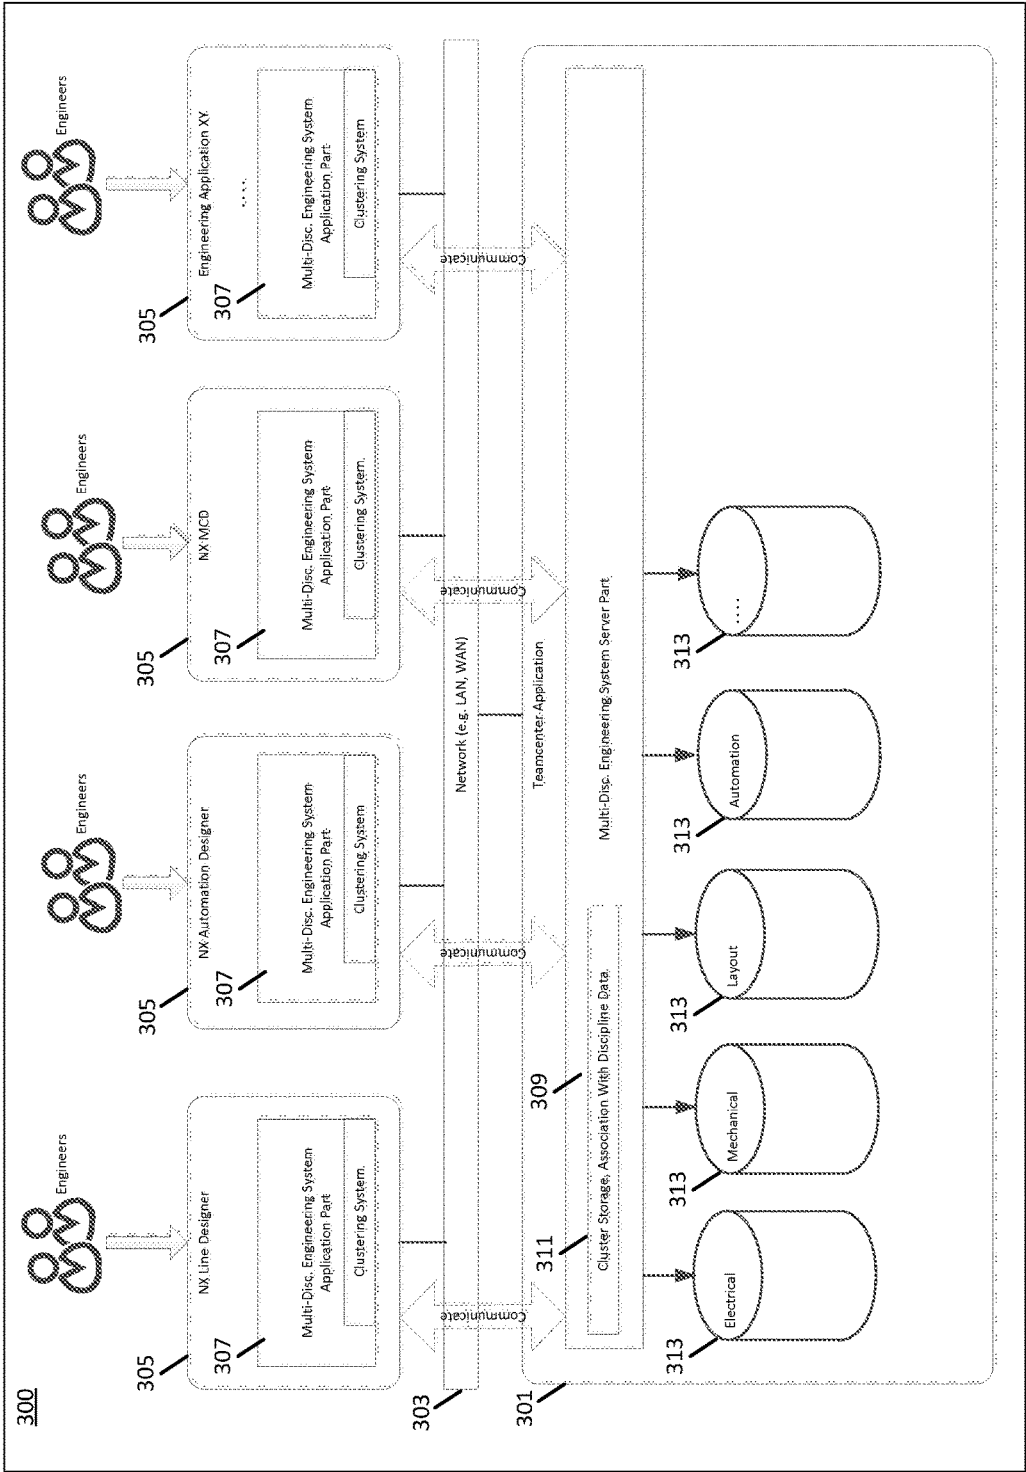 300
Engineers
Engineers
Engineers
Engineers
305
NX Line Designer
307
Multi-Disc. Engineering System
Application Part
Clustering System
305
NX Automation Designer
307
Multi-Disc. Engineering System
Application Part
Clustering System
305
NX MCD
307
Multi-Disc. Engineering System
Application Part
Clustering System
305
Engineering Application XY
.....
307
Multi-Disc. Engineering System
Application Part
Clustering System
303
Network (e.g. LAN, WAN)
Communicate
Communicate
Communicate
Communicate
301
Teamcenter Application
309
Multi-Disc. Engineering System Server Part
311
Cluster Storage, Association With Discipline Data
313
Electrical
313
Mechanical
313
Layout
313
Automation
313
....